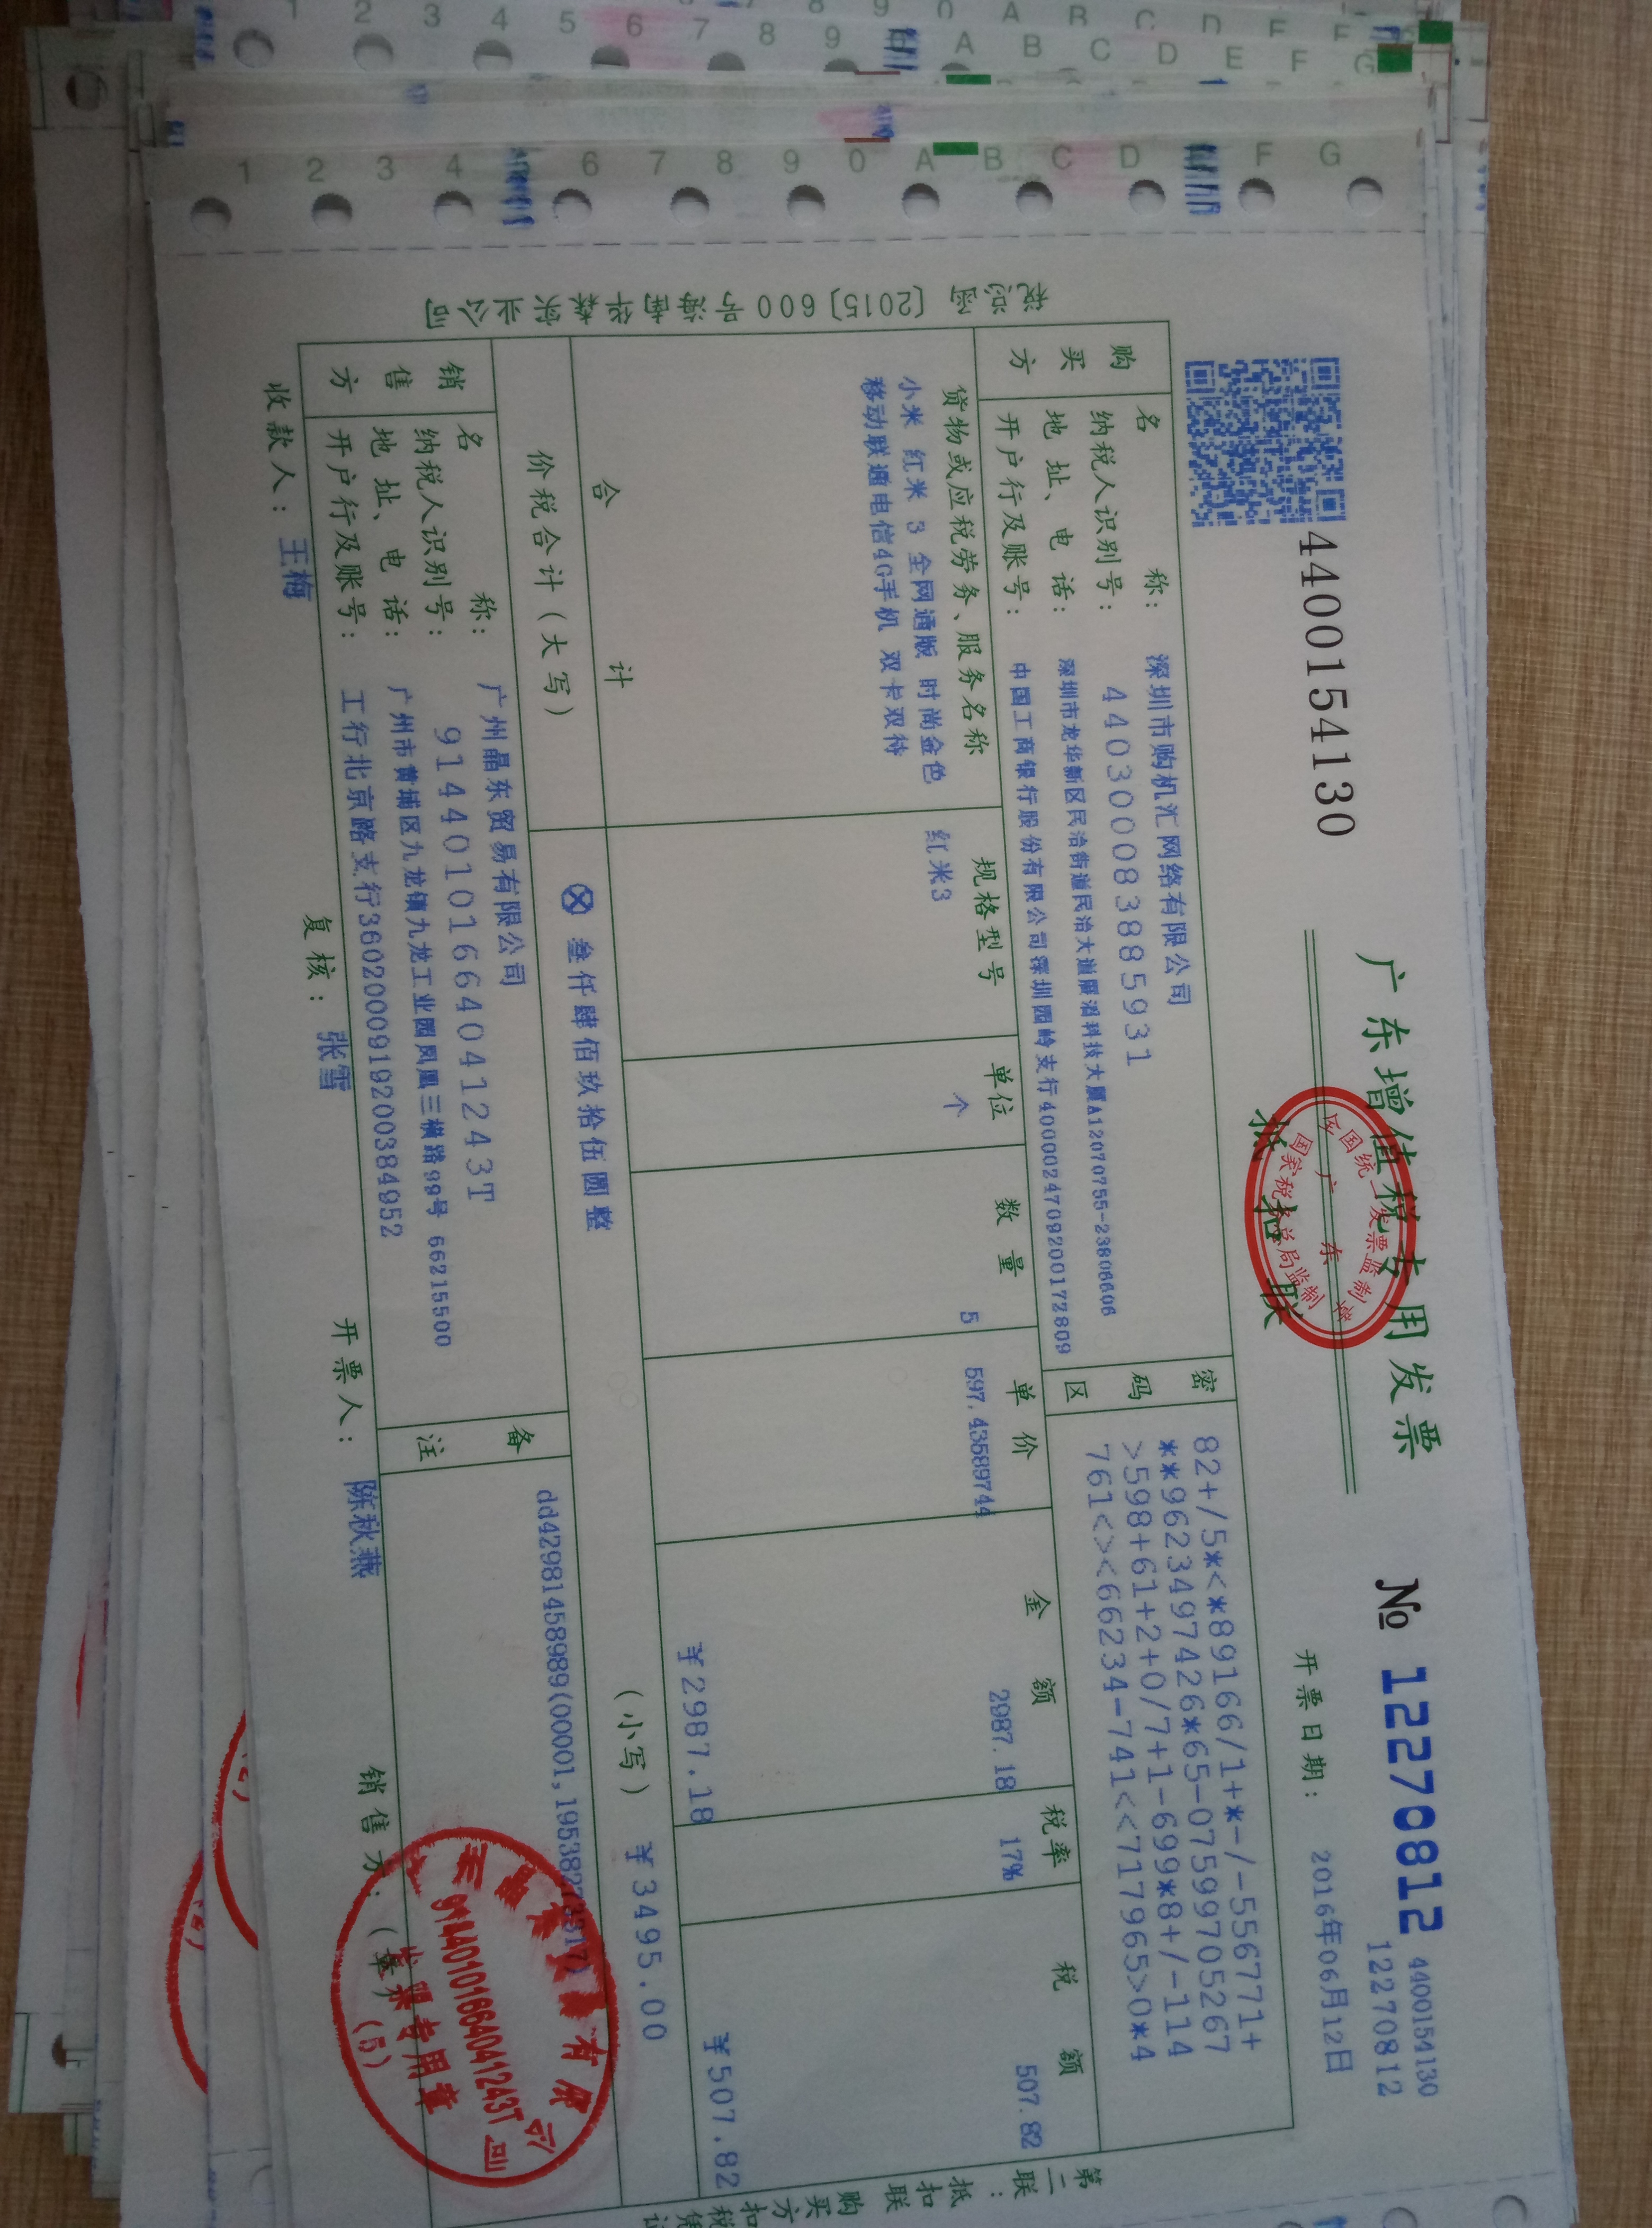 4400154130
广东增值税专用发票
抵扣联
№ 12270812
4400154130
12270812
开票日期: 2016年06月12日
税总函〔2015〕600号海南华森实业公司
购买方
名称: 深圳市购机汇网络有限公司
纳税人识别号: 440300083885931
地址、电话: 深圳市龙华新区民治街道民治大道展滔科技大厦A1207 0755-23806606
开户行及账号: 中国工商银行股份有限公司深圳园岭支行4000024709200172809
密码区
82+/5*<*89166/1+*-/-556771+
**9623497426*65-07599705267
>598+61+2+0/7+1-699*8+/-114
761<><66234-741<<717965>0*4
货物或应税劳务、服务名称 规格型号 单位 数量 单价 金额 税率 税额
小米 红米 3 全网通版 时尚金色 红米3 个 5 597.43589744 2987.18 17% 507.82
移动联通电信4G手机 双卡双待
合计 ¥2987.18 ¥507.82
价税合计(大写) ⊗ 叁仟肆佰玖拾伍圆整 (小写) ¥3495.00
销售方
名称: 广州晶东贸易有限公司
纳税人识别号: 91440101664041243T
地址、电话: 广州市黄埔区九龙镇九龙工业园凤凰三横路99号 66215500
开户行及账号: 工行北京路支行3602000919200384952
备注
dd42981458989(00001,19538273317)
收款人: 王梅 复核: 张雪 开票人: 陈秋燕 销售方: (章)
第二联:抵扣联 购买方扣税凭证
全国统一发票监制章
广东
国家税务总局监制
91440101664041243T
发票专用章
(5)
1 2 3 4 6 7 8 9 0 A B C D F G